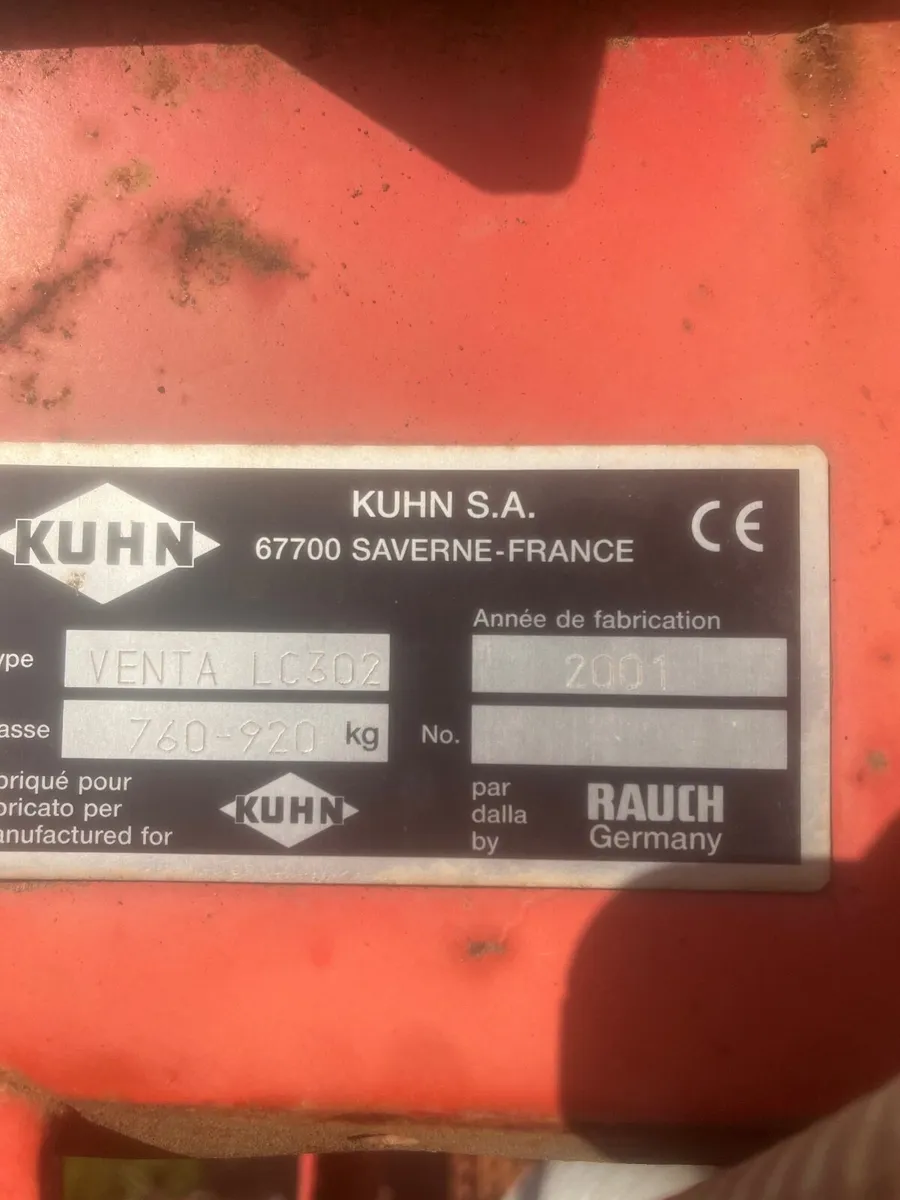 KUHN
KUHN S.A.
67700 SAVERNE-FRANCE
CE
ype
VENTA LC302
Année de fabrication
2001
asse
760-920 kg
No.
briqué pour
bricato per
anufactured for
KUHN
par
dalla
by
RAUCH
Germany